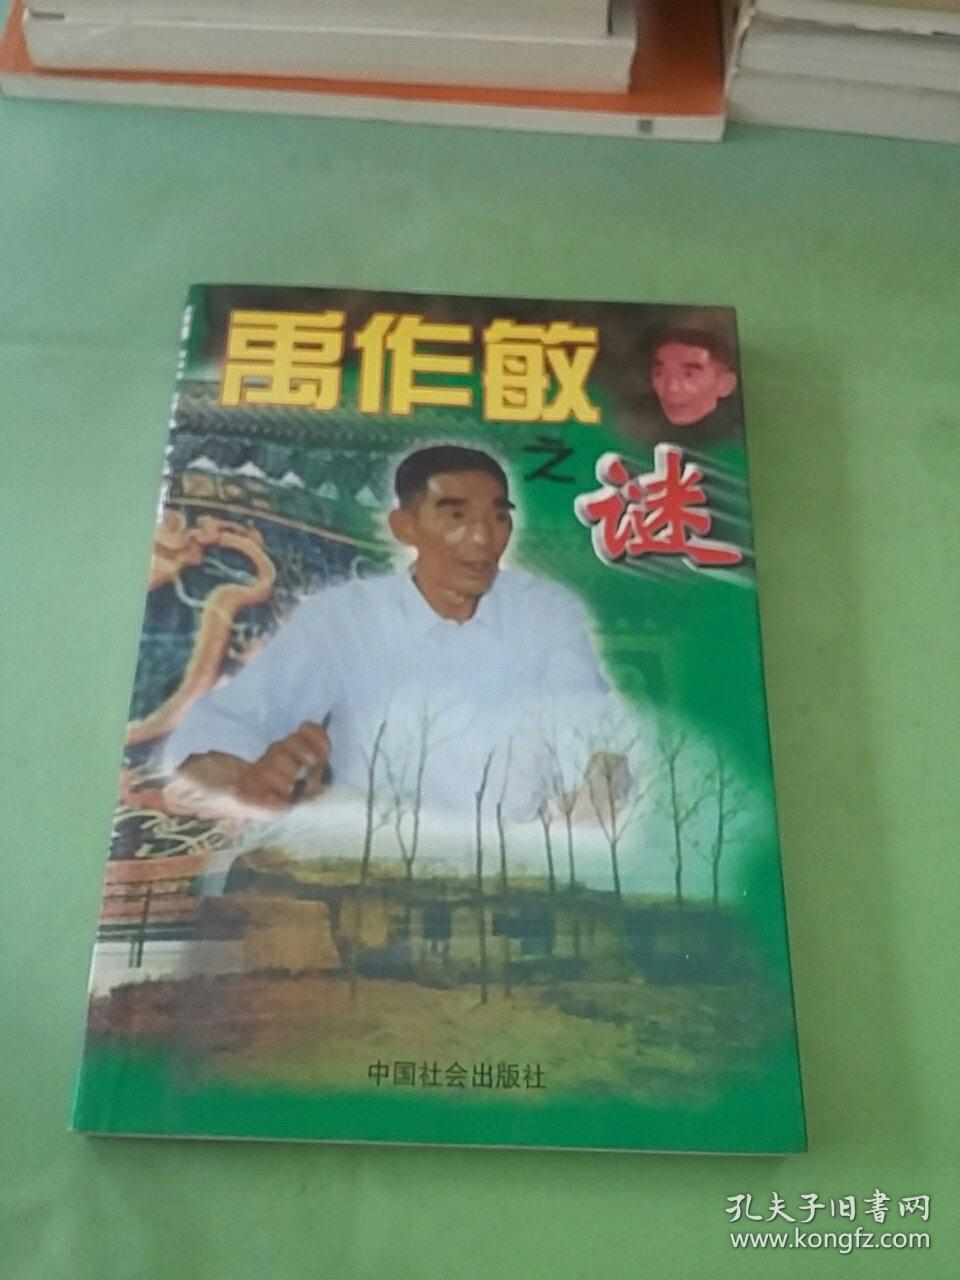 禹作敏
之
谜
中国社会出版社
孔夫子旧書网
www.kongfz.com